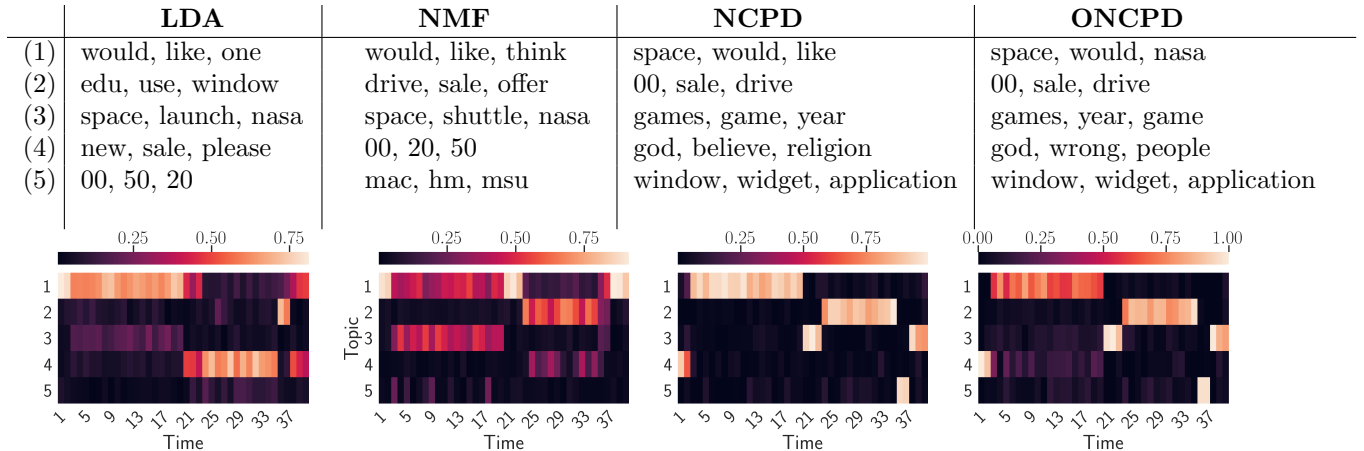 LDA NMF NCPD ONCPD
(1) would, like, one would, like, think space, would, like space, would, nasa
(2) edu, use, window drive, sale, offer 00, sale, drive 00, sale, drive
(3) space, launch, nasa space, shuttle, nasa games, game, year games, year, game
(4) new, sale, please 00, 20, 50 god, believe, religion god, wrong, people
(5) 00, 50, 20 mac, hm, msu window, widget, application window, widget, application
0.25 0.50 0.75 0.25 0.50 0.75 0.25 0.50 0.75 0.00 0.25 0.50 0.75 1.00
1 1 1 1
2 2 2 2
3 3 3 3
4 4 4 4
5 5 5 5
Topic
1 5 9 13 17 21 25 29 33 37 1 5 9 13 17 21 25 29 33 37 1 5 9 13 17 21 25 29 33 37 1 5 9 13 17 21 25 29 33 37
Time Time Time Time